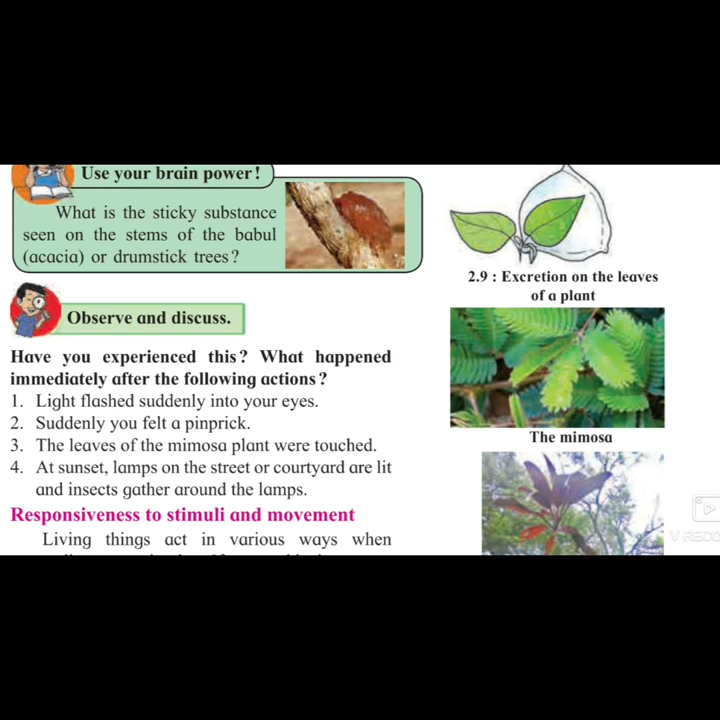 Use your brain power!
What is the sticky substance
seen on the stems of the babul
(acacia) or drumstick trees?
Observe and discuss.
Have you experienced this? What happened
immediately after the following actions?
1. Light flashed suddenly into your eyes.
2. Suddenly you felt a pinprick.
3. The leaves of the mimosa plant were touched.
4. At sunset, lamps on the street or courtyard are lit
and insects gather around the lamps.
Responsiveness to stimuli and movement
Living things act in various ways when
2.9 : Excretion on the leaves
of a plant
The mimosa
V RECO